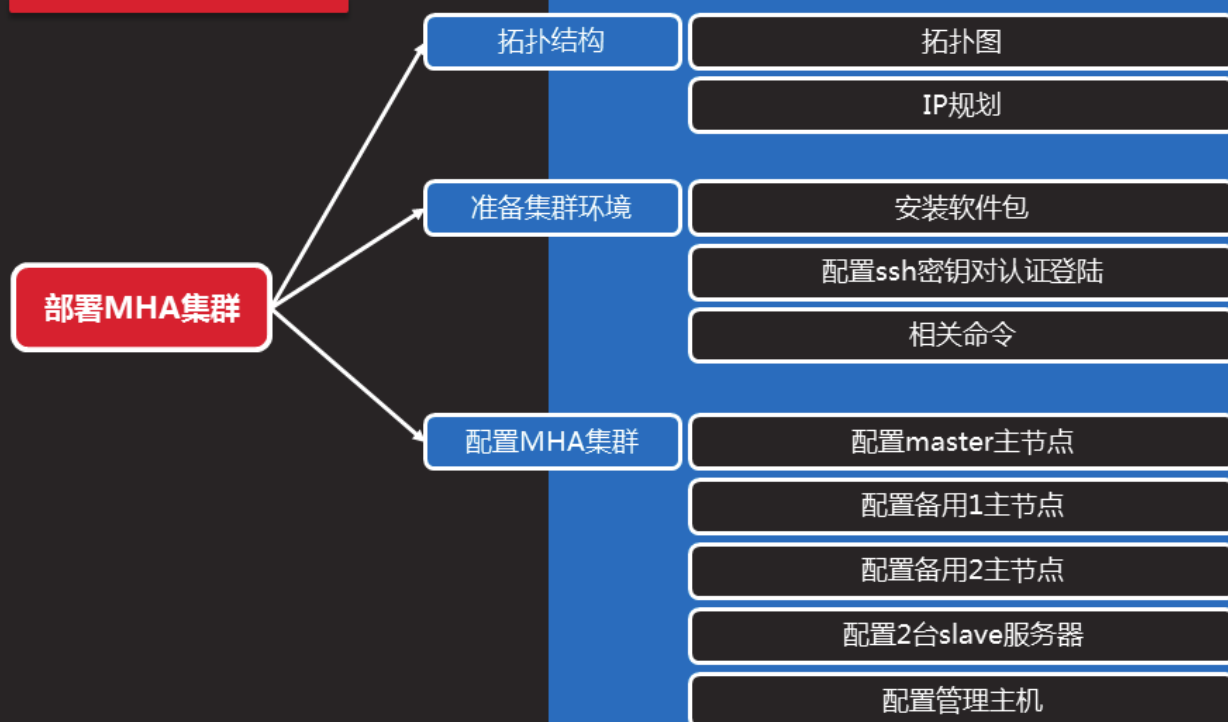 拓扑结构
拓扑图
IP规划
准备集群环境
安装软件包
配置ssh密钥对认证登陆
相关命令
部署MHA集群
配置MHA集群
配置master主节点
配置备用1主节点
配置备用2主节点
配置2台slave服务器
配置管理主机